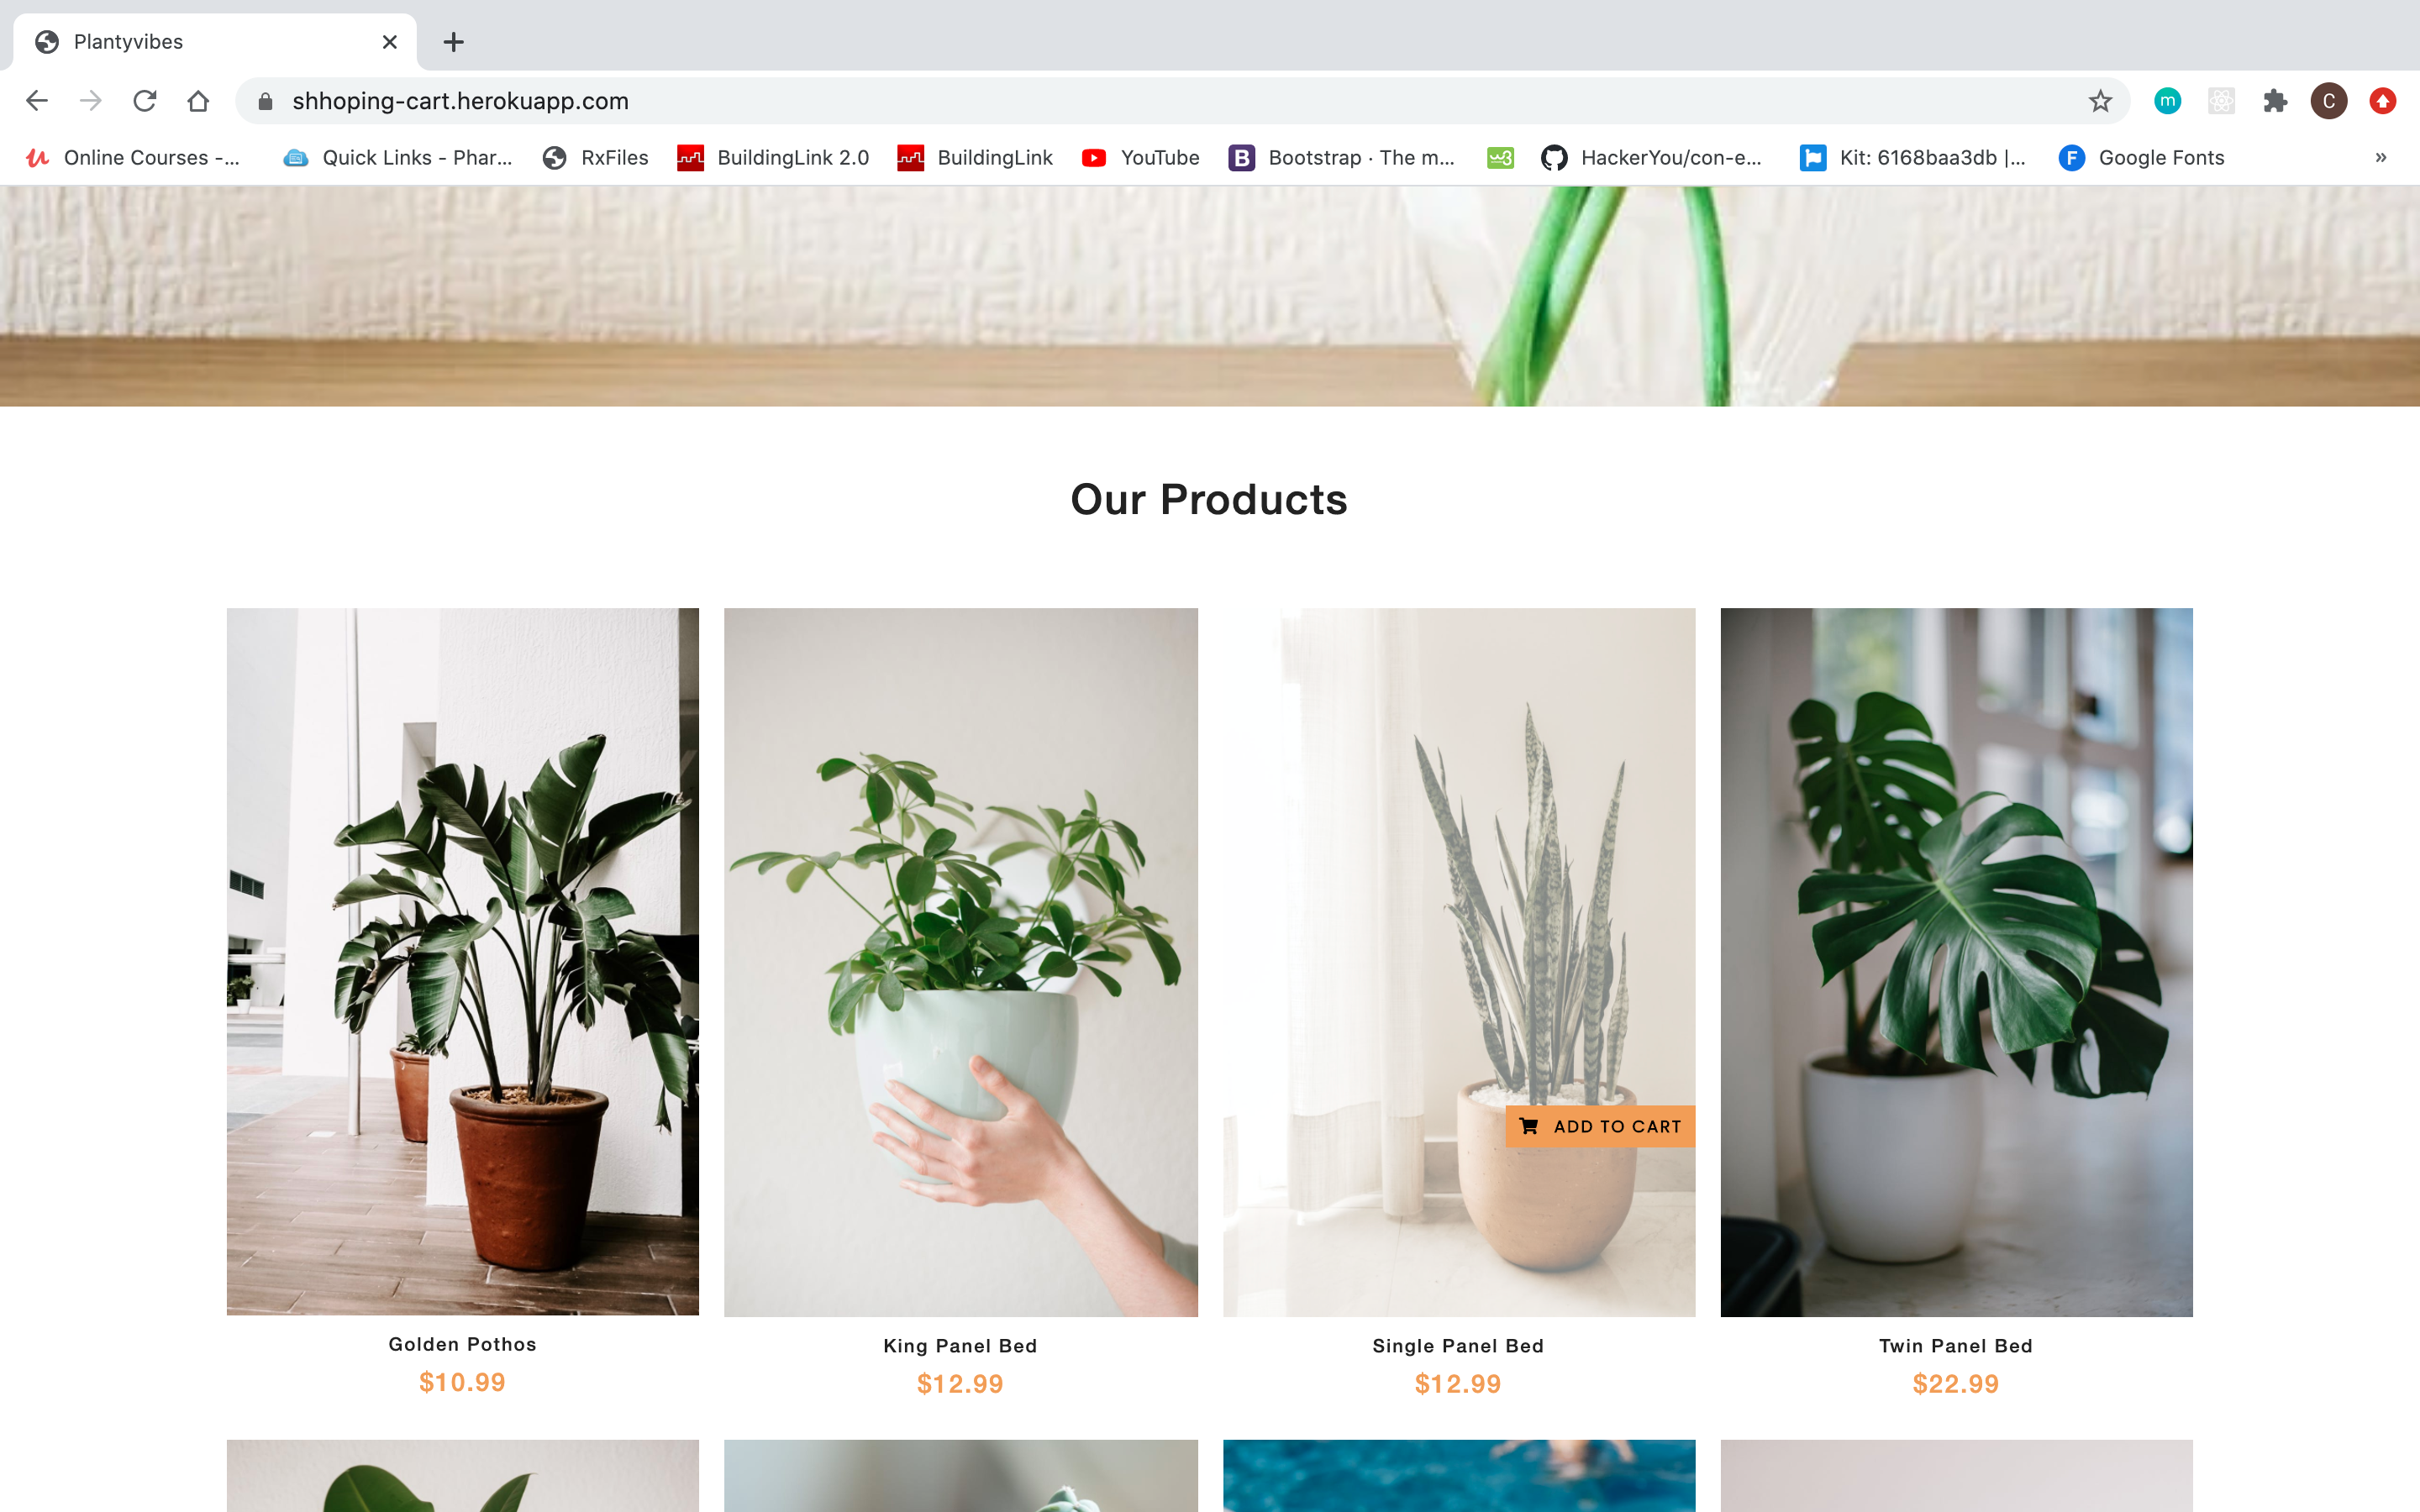 Plantyvibes
shhoping-cart.herokuapp.com
m
C
Online Courses -...
Quick Links - Phar...
RxFiles
BuildingLink 2.0
BuildingLink
YouTube
B
Bootstrap · The m...
w3
HackerYou/con-e...
Kit: 6168baa3db |...
F
Google Fonts
»
Our Products
ADD TO CART
Golden Pothos
King Panel Bed
Single Panel Bed
Twin Panel Bed
$10.99
$12.99
$12.99
$22.99